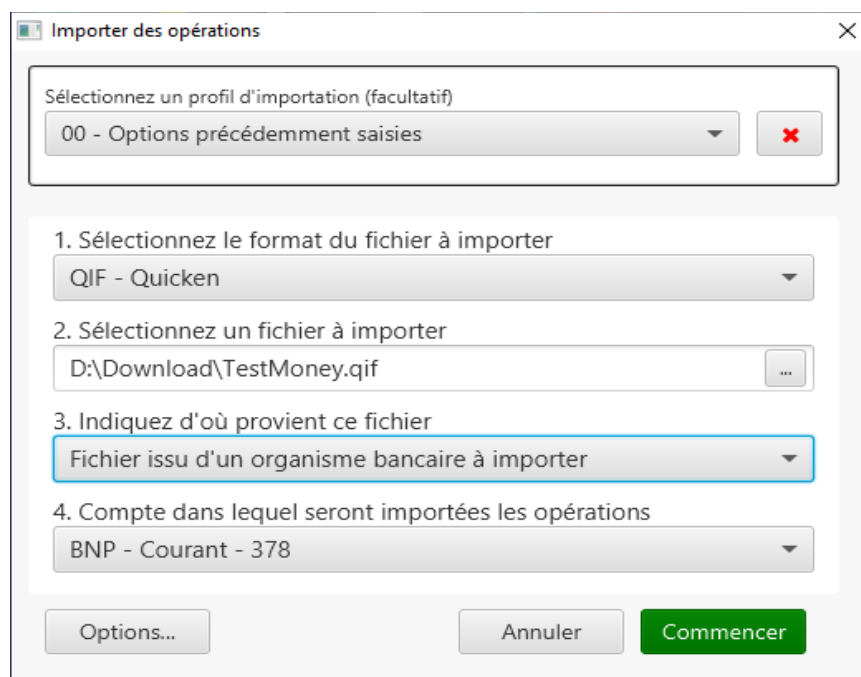 Importer des opérations
Sélectionnez un profil d'importation (facultatif)
00 - Options précédemment saisies
1. Sélectionnez le format du fichier à importer
QIF - Quicken
2. Sélectionnez un fichier à importer
D:\Download\TestMoney.qif
...
3. Indiquez d'où provient ce fichier
Fichier issu d'un organisme bancaire à importer
4. Compte dans lequel seront importées les opérations
BNP - Courant - 378
Options... Annuler Commencer